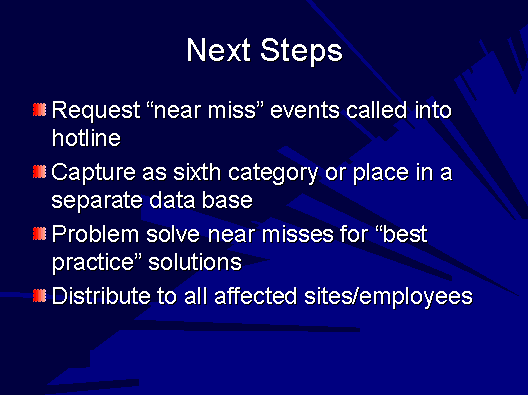 Next Steps
Request “near miss” events called into
hotline
Capture as sixth category or place in a
separate data base
Problem solve near misses for “best
practice” solutions
Distribute to all affected sites/employees